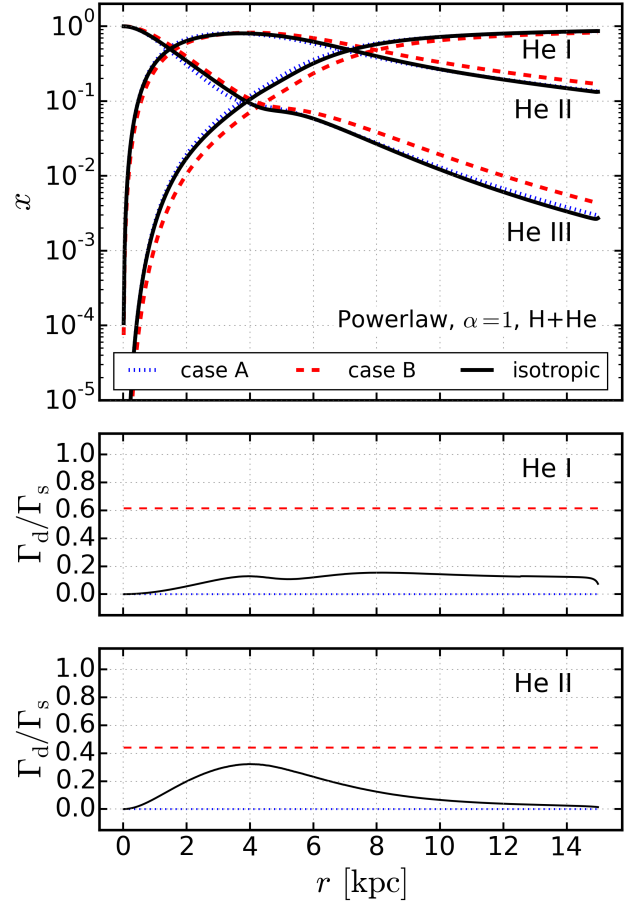 10⁰
10⁻¹
10⁻²
10⁻³
10⁻⁴
10⁻⁵
x
He I
He II
He III
Powerlaw, α=1, H+He
case A case B isotropic
1.0
0.8
0.6
0.4
0.2
0.0
Γd/Γs
He I
1.0
0.8
0.6
0.4
0.2
0.0
Γd/Γs
He II
0 2 4 6 8 10 12 14
r [kpc]